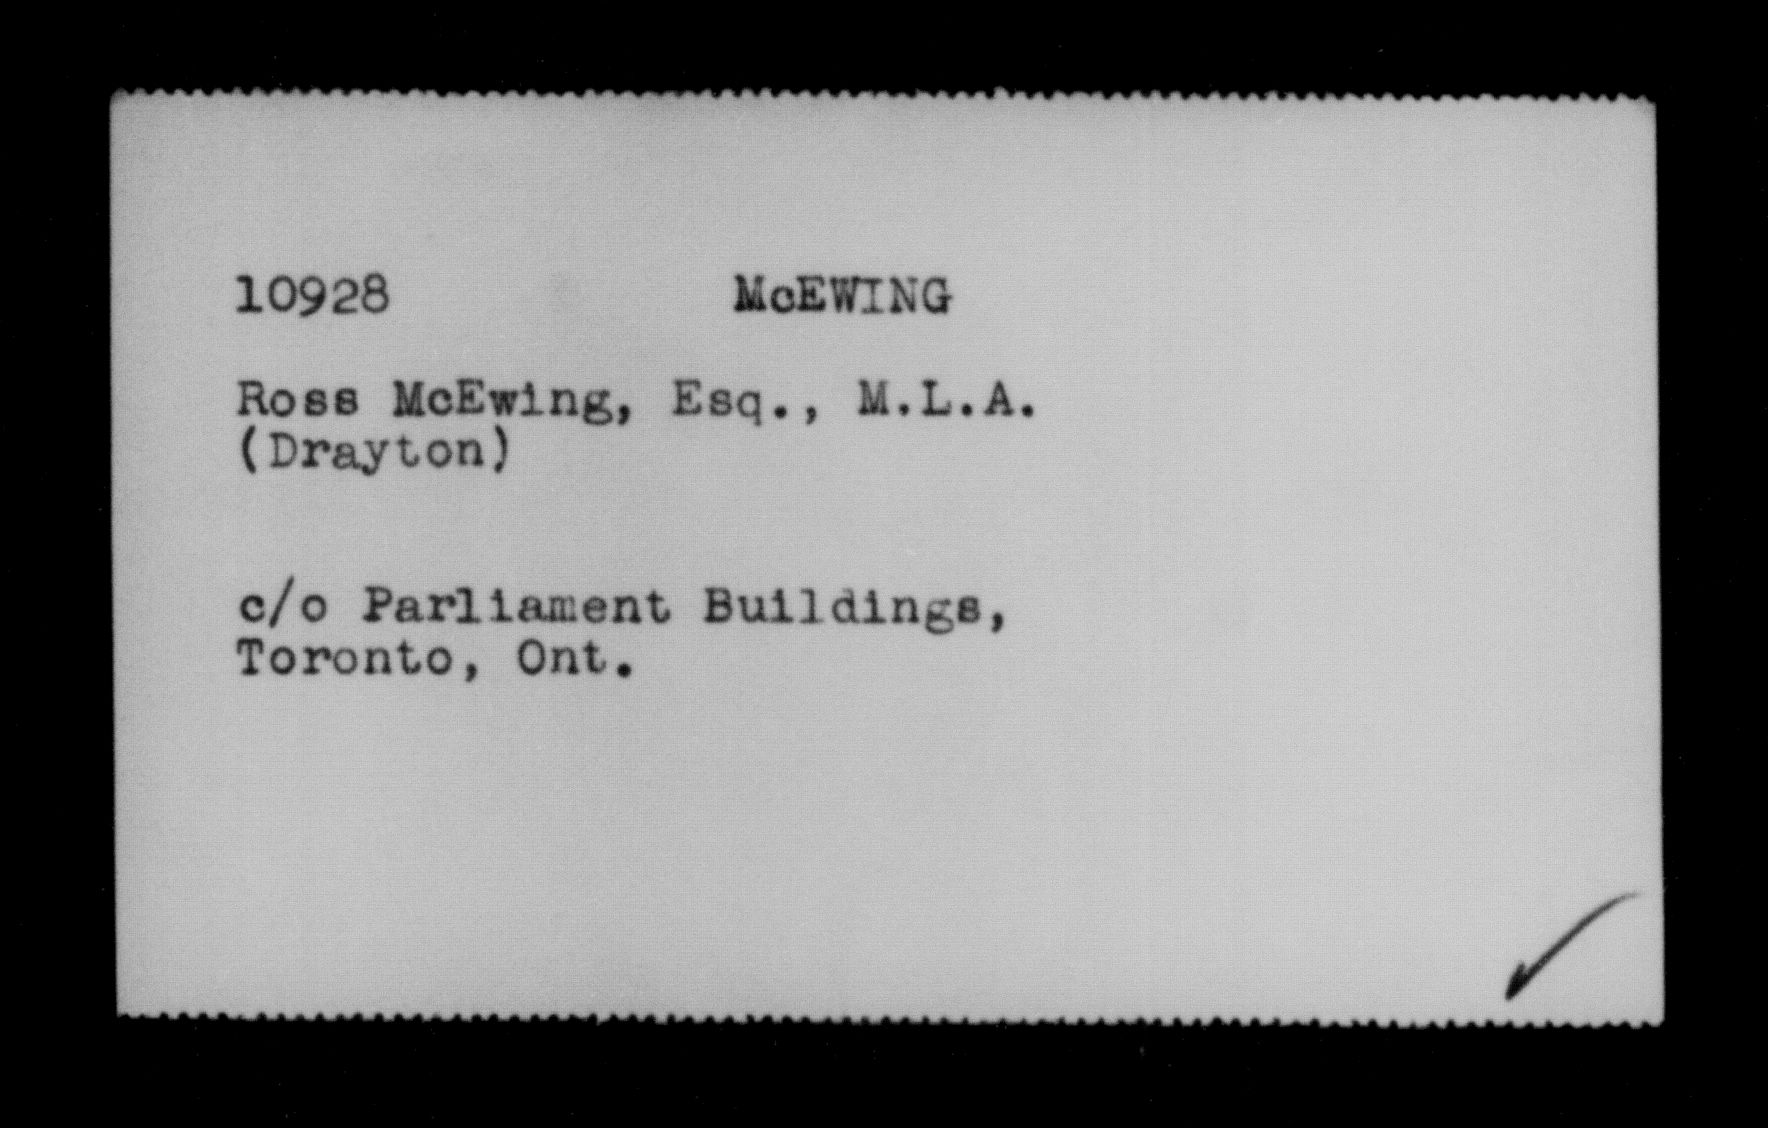 10928 McEWING
Ross McEwing, Esq., M.L.A.
(Drayton)
c/o Parliament Buildings,
Toronto, Ont.